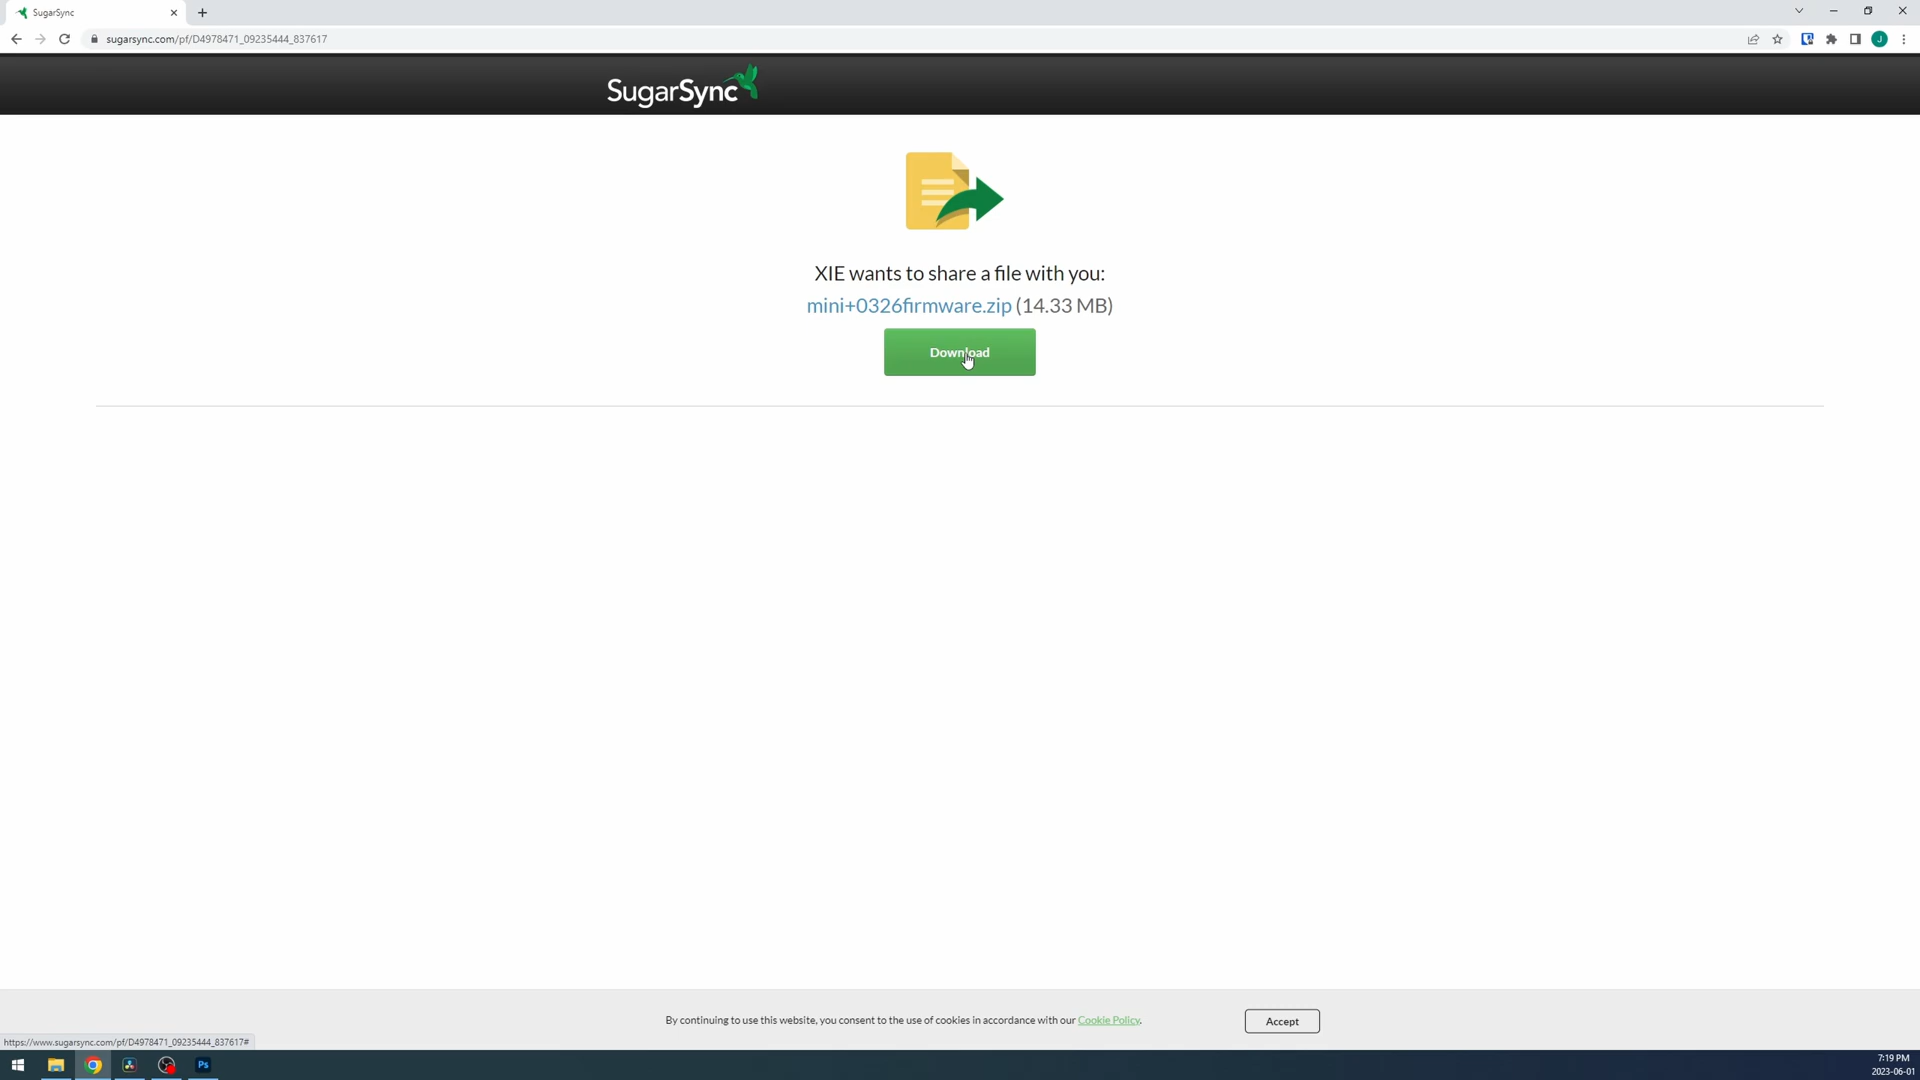 SugarSync
sugarsync.com/pf/D4978471_09235444_837617
J
SugarSync
XIE wants to share a file with you:
mini+0326firmware.zip (14.33 MB)
Download
By continuing to use this website, you consent to the use of cookies in accordance with our Cookie Policy.
Accept
https://www.sugarsync.com/pf/D4978471_09235444_837617#
Ps
7:19 PM
2023-06-01